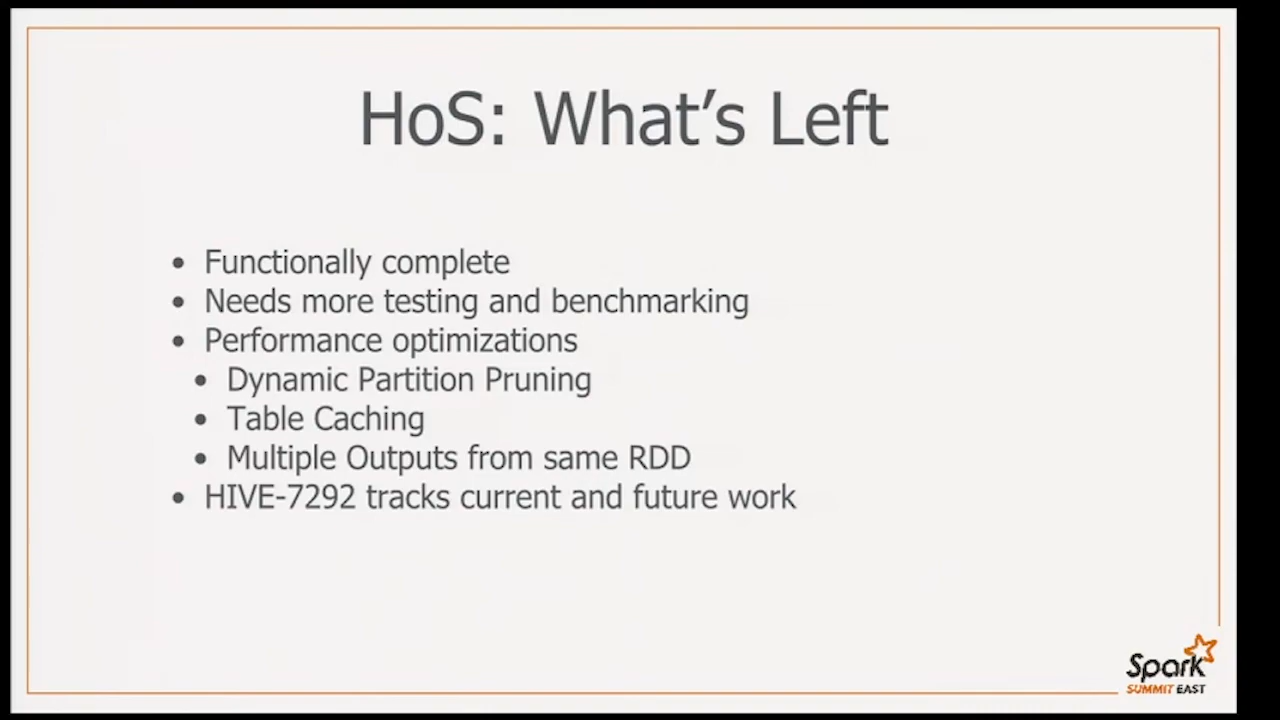 HoS: What's Left
• Functionally complete
• Needs more testing and benchmarking
• Performance optimizations
• Dynamic Partition Pruning
• Table Caching
• Multiple Outputs from same RDD
• HIVE-7292 tracks current and future work
Spark
SUMMIT EAST